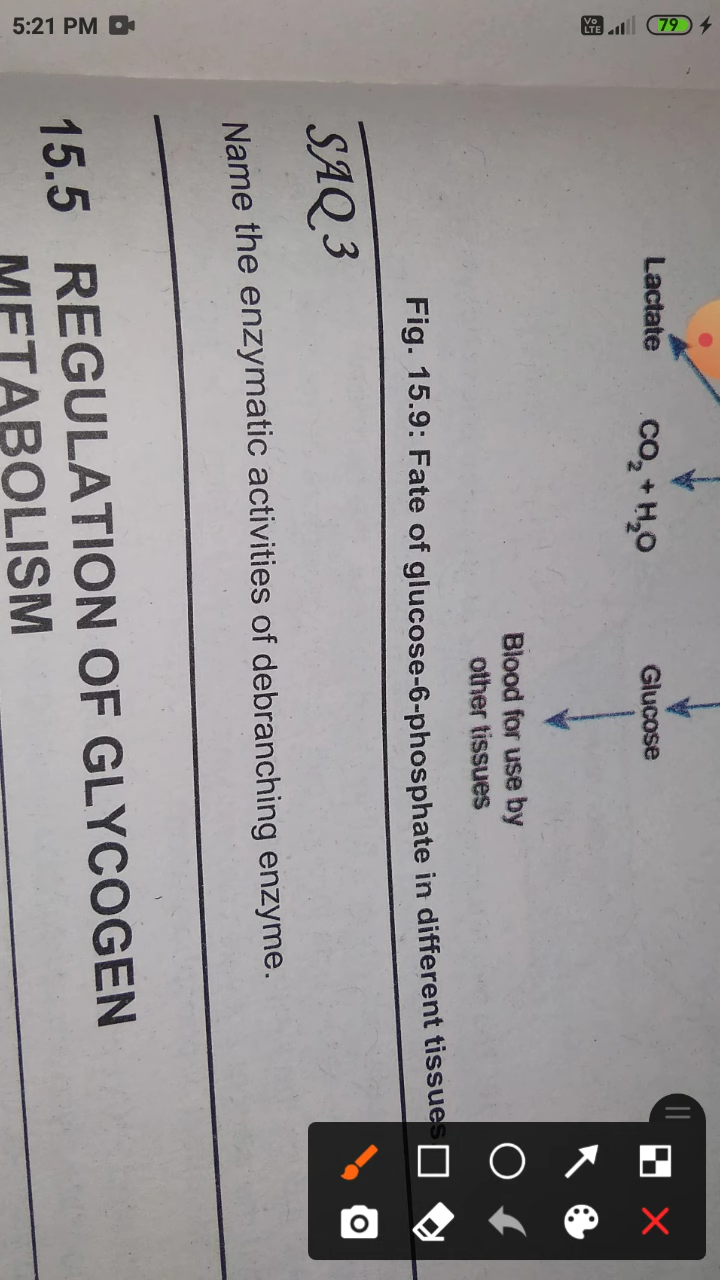 5:21 PM
Vo LTE
79
Lactate CO₂ + H₂O Glucose
Blood for use by
other tissues
Fig. 15.9: Fate of glucose-6-phosphate in different tissues
SAQ 3
Name the enzymatic activities of debranching enzyme.
15.5 REGULATION OF GLYCOGEN
METABOLISM